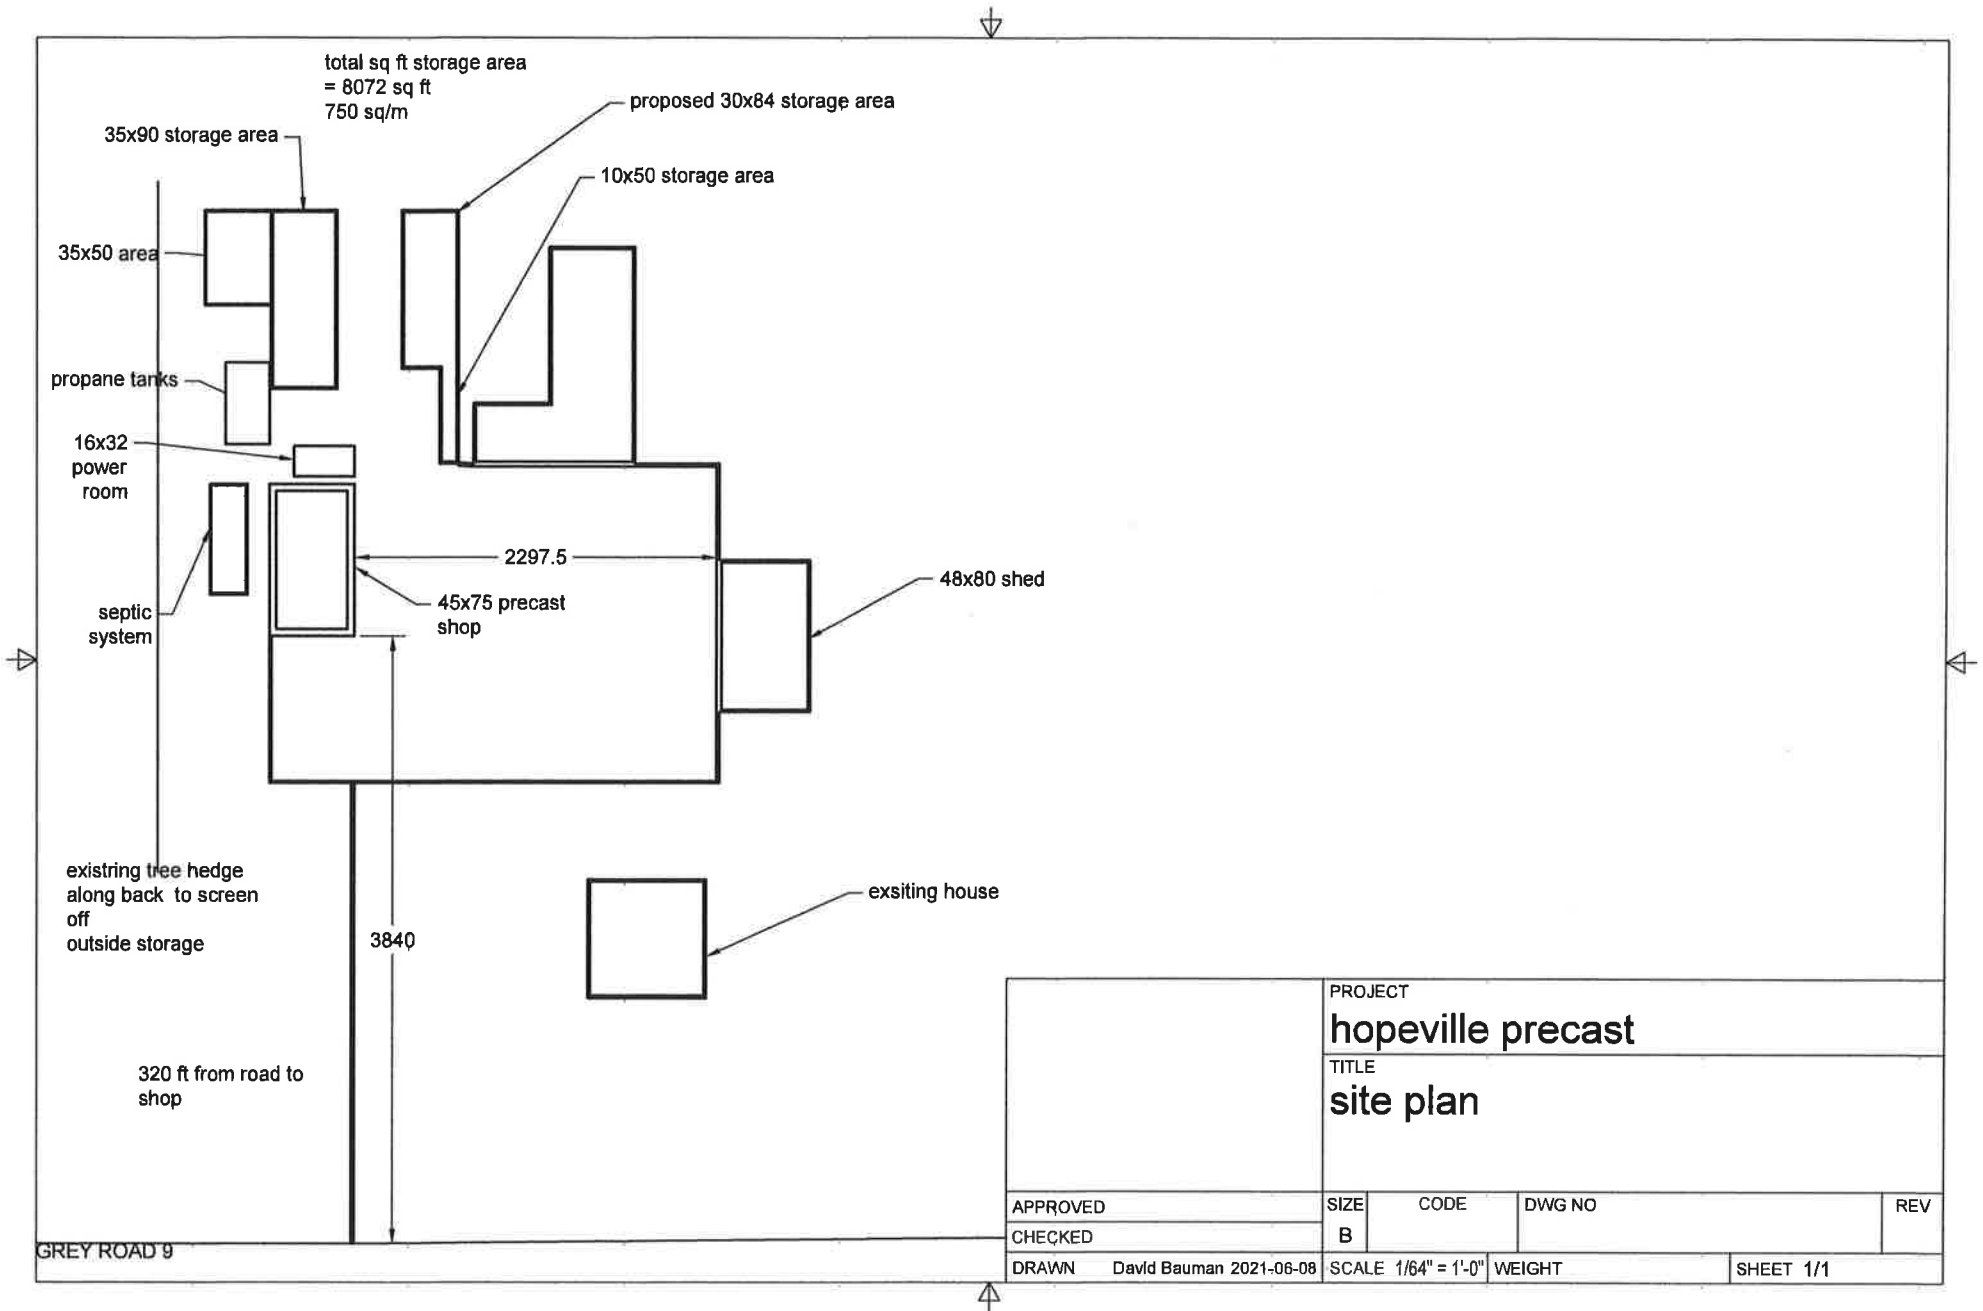 total sq ft storage area
= 8072 sq ft
750 sq/m
proposed 30x84 storage area
35x90 storage area
10x50 storage area
35x50 area
propane tanks
16x32
power
room
2297.5
48x80 shed
45x75 precast
shop
septic
system
existring tree hedge
along back to screen
off
outside storage
exsiting house
3840
320 ft from road to
shop
GREY ROAD 9
PROJECT
hopeville precast
TITLE
site plan
APPROVED
CHECKED
DRAWN David Bauman 2021-06-08
SIZE
B
CODE
DWG NO
REV
SCALE 1/64" = 1'-0"
WEIGHT
SHEET 1/1